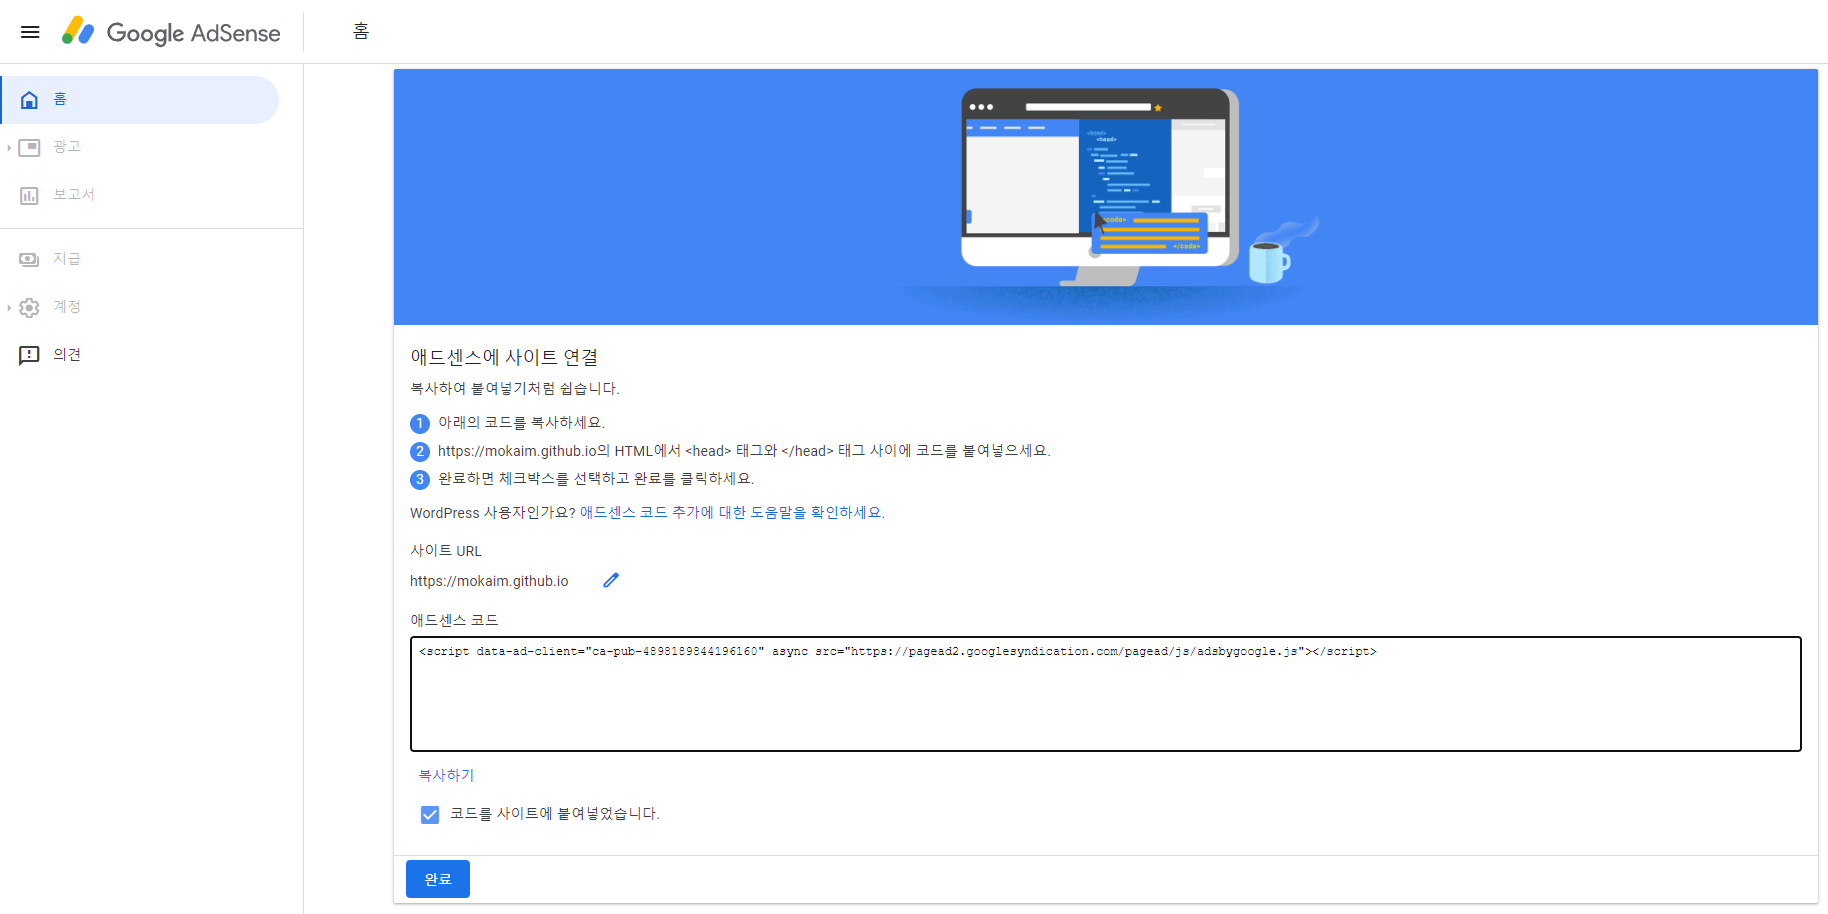 Google AdSense
홈
홈
광고
보고서
지급
계정
의견
<head>
<code>
</code>
애드센스에 사이트 연결
복사하여 붙여넣기처럼 쉽습니다.
1 아래의 코드를 복사하세요.
2 https://mokaim.github.io의 HTML에서 <head> 태그와 </head> 태그 사이에 코드를 붙여넣으세요.
3 완료하면 체크박스를 선택하고 완료를 클릭하세요.
WordPress 사용자인가요? 애드센스 코드 추가에 대한 도움말을 확인하세요.
사이트 URL
https://mokaim.github.io
애드센스 코드
<script data-ad-client="ca-pub-4898189844196160" async src="https://pagead2.googlesyndication.com/pagead/js/adsbygoogle.js"></script>
복사하기
코드를 사이트에 붙여넣었습니다.
완료